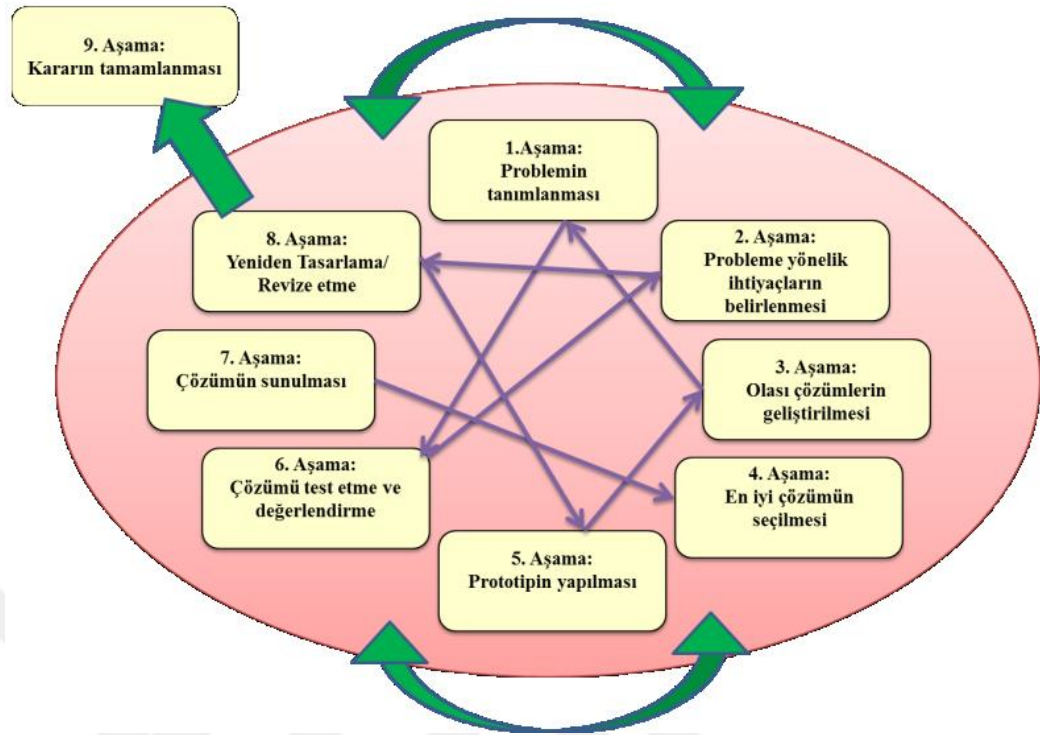 9. Aşama:
Kararın tamamlanması
1.Aşama:
Problemin
tanımlanması
2. Aşama:
Probleme yönelik
ihtiyaçların
belirlenmesi
3. Aşama:
Olası çözümlerin
geliştirilmesi
4. Aşama:
En iyi çözümün
seçilmesi
5. Aşama:
Prototipin yapılması
6. Aşama:
Çözümü test etme ve
değerlendirme
7. Aşama:
Çözümün sunulması
8. Aşama:
Yeniden Tasarlama/
Revize etme